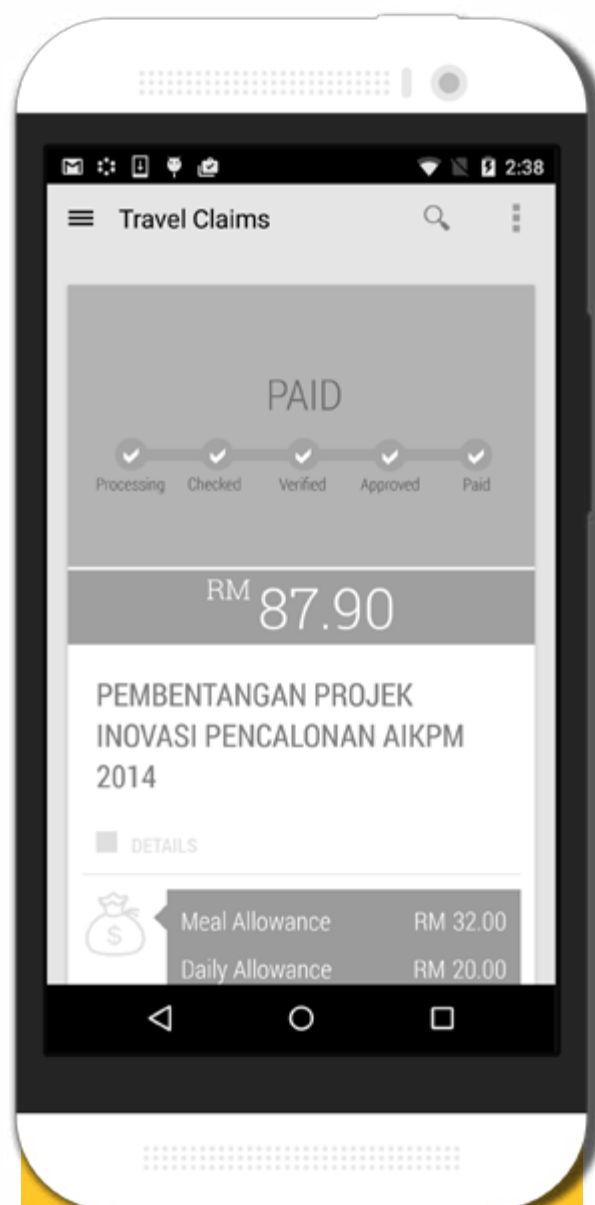 2:38
Travel Claims
PAID
Processing Checked Verified Approved Paid
RM 87.90
PEMBENTANGAN PROJEK
INOVASI PENCALONAN AIKPM
2014
DETAILS
$
Meal Allowance RM 32.00
Daily Allowance RM 20.00